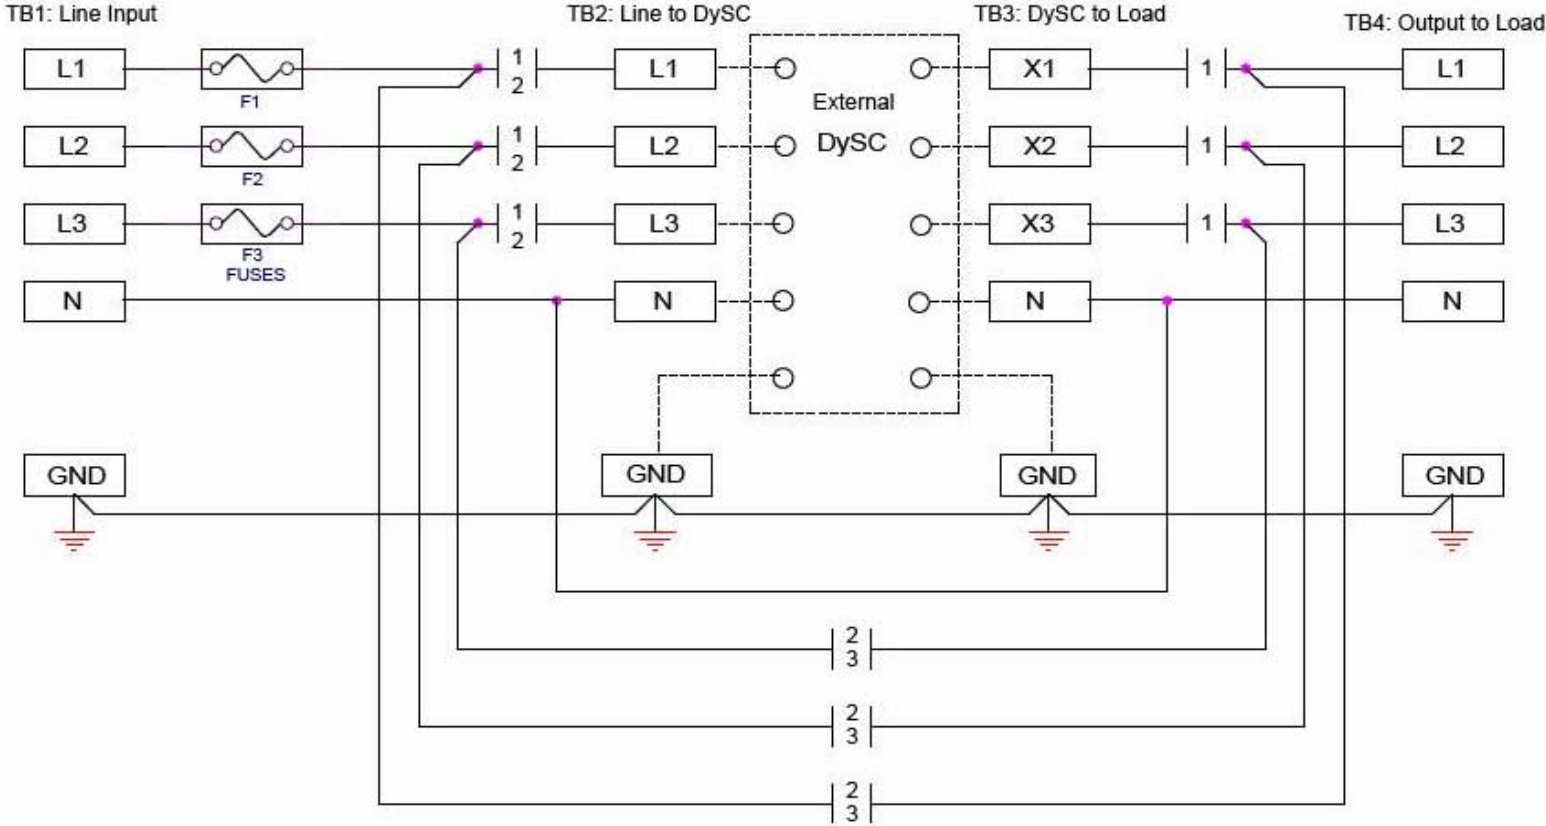 TB1: Line Input
TB2: Line to DySC
TB3: DySC to Load
TB4: Output to Load
L1
F1
1
2
L1
External
DySC
X1
1
L1
L2
F2
1
2
L2
X2
1
L2
L3
F3
FUSES
1
2
L3
X3
1
L3
N
N
N
N
GND
GND
GND
GND
2
3
2
3
2
3